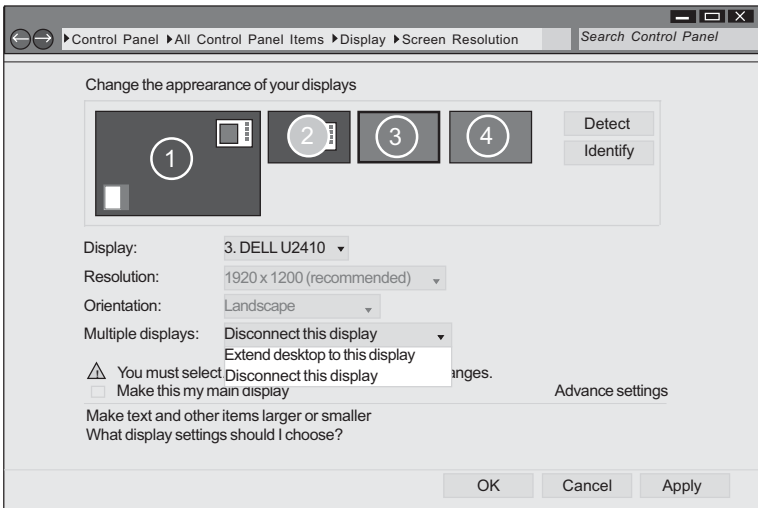 Control Panel All Control Panel Items Display Screen Resolution Search Control Panel
Change the apprearance of your displays
1 2 3 4
Detect
Identify
Display: 3. DELL U2410
Resolution: 1920 x 1200 (recommended)
Orientation: Landscape
Multiple displays: Disconnect this display
Extend desktop to this display
Disconnect this display
You must select anges.
Make this my main display
Advance settings
Make text and other items larger or smaller
What display settings should I choose?
OK Cancel Apply